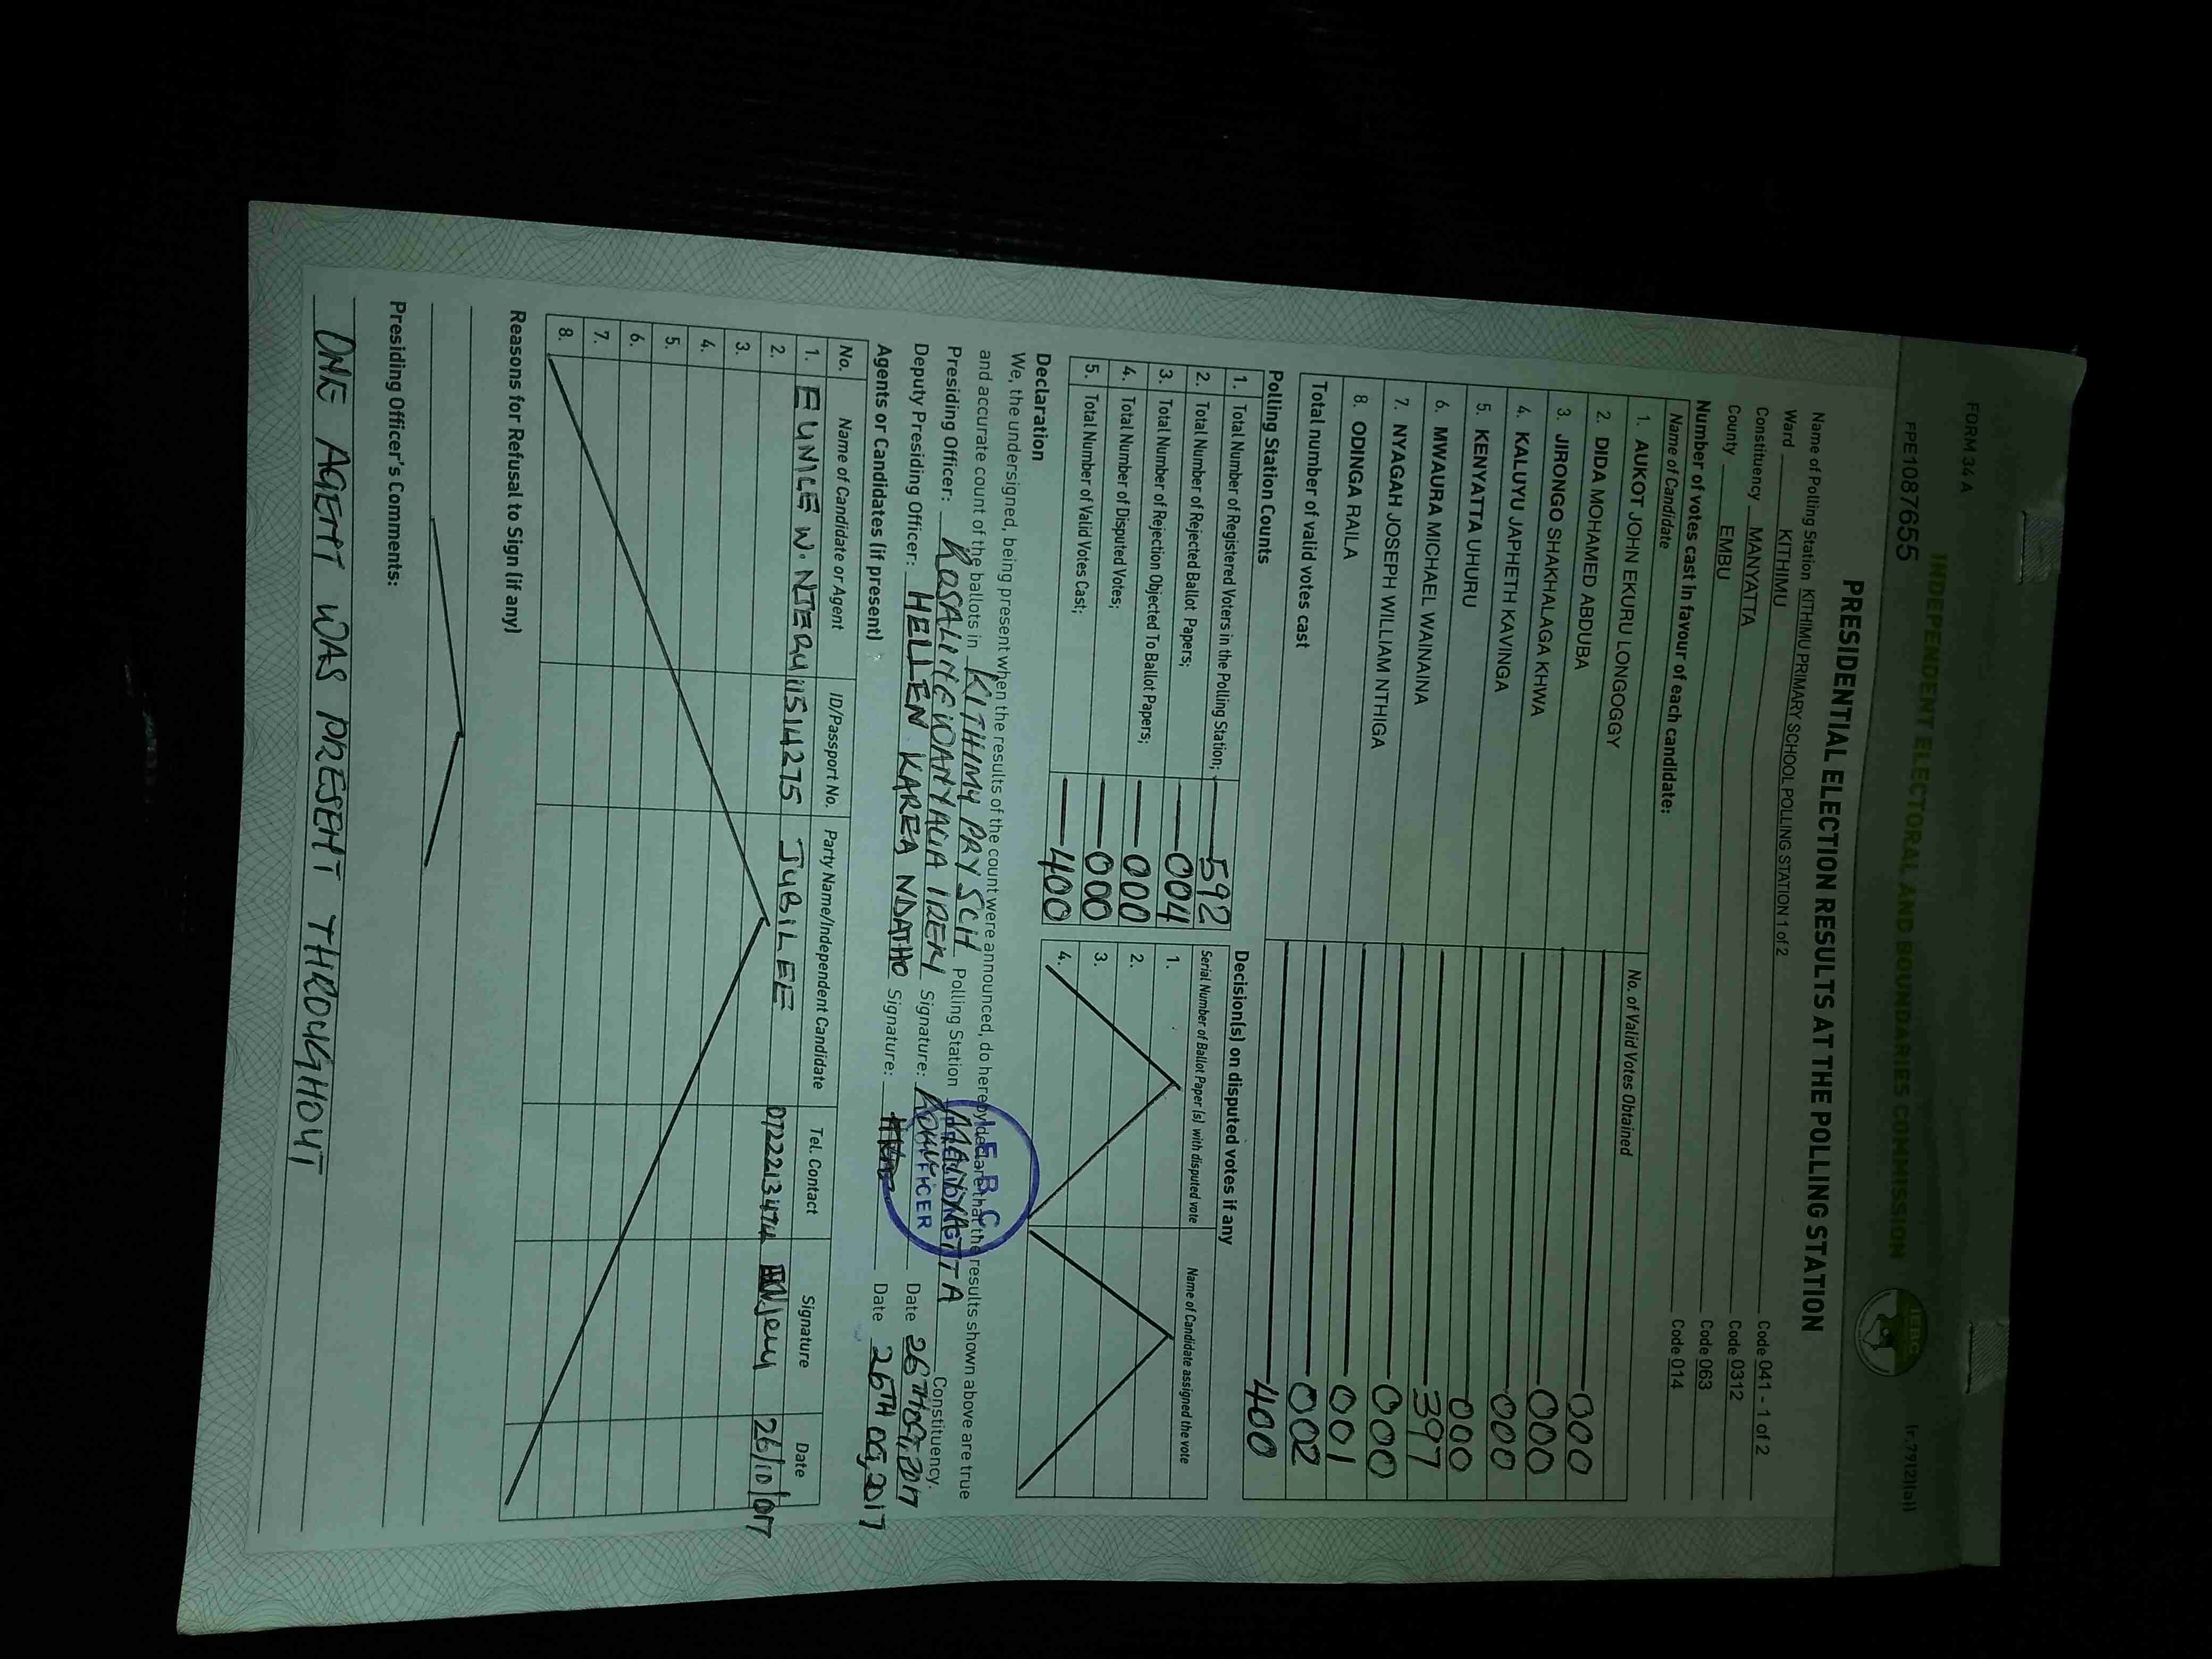 FORM 34 A
(r.79(2)(a))
INDEPENDENT ELECTORAL AND BOUNDARIES COMMISSION
IEBC
FPE1087655
PRESIDENTIAL ELECTION RESULTS AT THE POLLING STATION
Name of Polling Station KITHIMU PRIMARY SCHOOL POLLING STATION 1 of 2 Code 041 - 1 of 2
Ward KITHIMU Code 0312
Constituency MANYATTA Code 063
County EMBU Code 014
Number of votes cast in favour of each candidate:
Name of Candidate No. of Valid Votes Obtained
1. AUKOT JOHN EKURU LONGOGGY 000
2. DIDA MOHAMED ABDUBA 000
3. JIRONGO SHAKHALAGA KHWA 000
4. KALUYU JAPHETH KAVINGA 000
5. KENYATTA UHURU 397
6. MWAURA MICHAEL WAINAINA 000
7. NYAGAH JOSEPH WILLIAM NTHIGA 001
8. ODINGA RAILA 002
Total number of valid votes cast 400
Polling Station Counts
1. Total Number of Registered Voters in the Polling Station; 592
2. Total Number of Rejected Ballot Papers; 004
3. Total Number of Rejection Objected To Ballot Papers; 000
4. Total Number of Disputed Votes; 000
5. Total Number of Valid Votes Cast; 400
Decision(s) on disputed votes if any
Serial Number of Ballot Paper (s) with disputed vote Name of Candidate assigned the vote
1.
2.
3.
4.
Declaration
We, the undersigned, being present when the results of the count were announced, do hereby declare that the results shown above are true
and accurate count of the ballots in KITHIMU PRY SCH Polling Station MANYATTA Constituency.
Presiding Officer: ROSALINE Signature: Date 26TH OCT, 2017
Deputy Presiding Officer: HELLEN KAREA NDATHO Signature: Date 26TH OCT, 2017
IEBC
Agents or Candidates (if present)
No. Name of Candidate or Agent ID/Passport No. Party Name/Independent Candidate Tel. Contact Signature Date
1. EUNICE W. NJERU 11514275 JUBILEE 0722213474 26/10/017
2.
3.
4.
5.
6.
7.
8.
Reasons for Refusal to Sign (if any)
Presiding Officer's Comments:
ONE AGENT WAS PRESENT THROUGHOUT